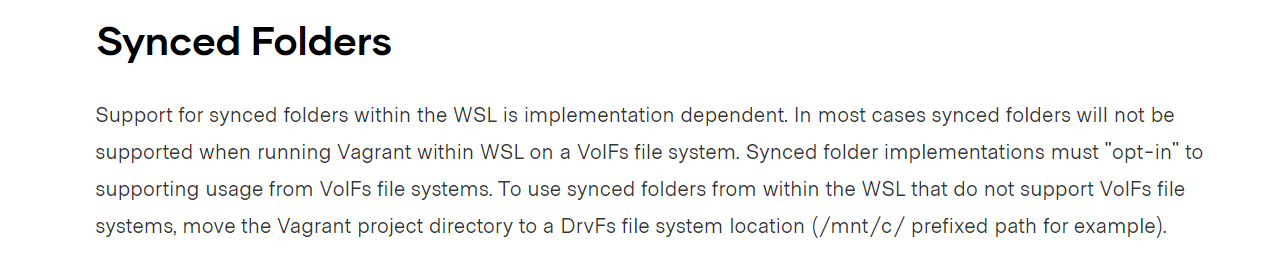 Synced Folders
Support for synced folders within the WSL is implementation dependent. In most cases synced folders will not be
supported when running Vagrant within WSL on a VolFs file system. Synced folder implementations must "opt-in" to
supporting usage from VolFs file systems. To use synced folders from within the WSL that do not support VolFs file
systems, move the Vagrant project directory to a DrvFs file system location (/mnt/c/ prefixed path for example).